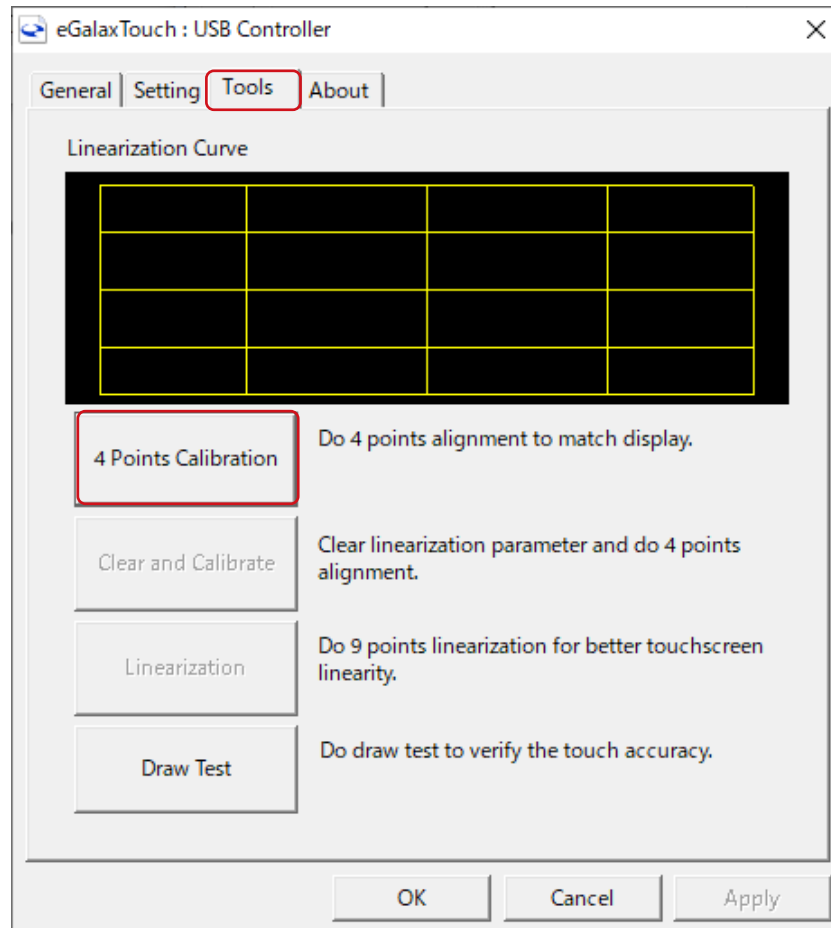 eGalaxTouch : USB Controller
General Setting Tools About
Linearization Curve
4 Points Calibration
Do 4 points alignment to match display.
Clear and Calibrate
Clear linearization parameter and do 4 points
alignment.
Linearization
Do 9 points linearization for better touchscreen
linearity.
Draw Test
Do draw test to verify the touch accuracy.
OK Cancel Apply